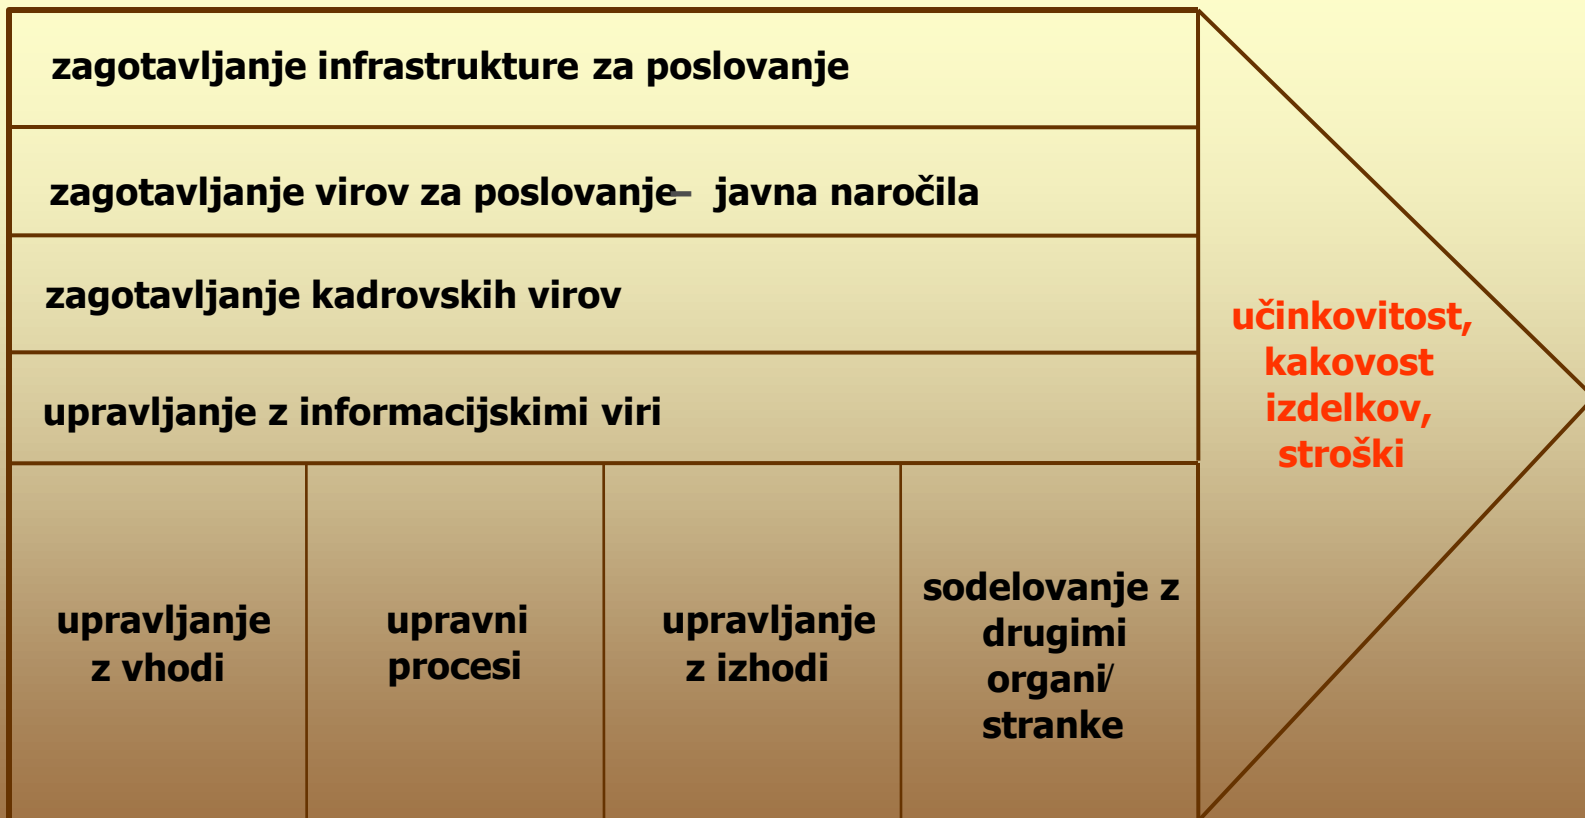 zagotavljanje infrastrukture za poslovanje
zagotavljanje virov za poslovanje– javna naročila
zagotavljanje kadrovskih virov
upravljanje z informacijskimi viri
učinkovitost,
kakovost
izdelkov,
stroški
upravljanje
z vhodi
upravni
procesi
upravljanje
z izhodi
sodelovanje z
drugimi
organi/
stranke